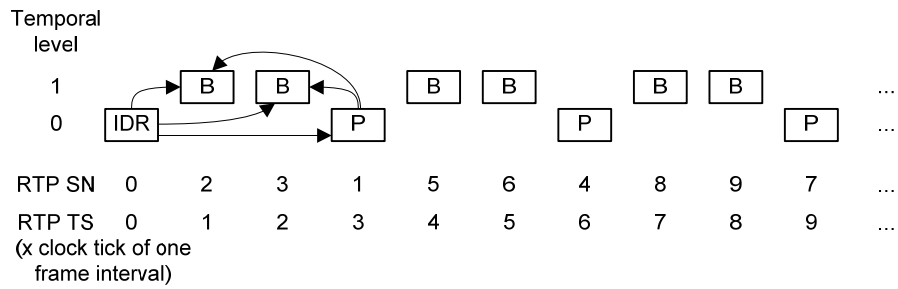 Temporal
level
1 B B B B B B ...
0 IDR P P P ...
RTP SN 0 2 3 1 5 6 4 8 9 7 ...
RTP TS 0 1 2 3 4 5 6 7 8 9 ...
(x clock tick of one
frame interval)